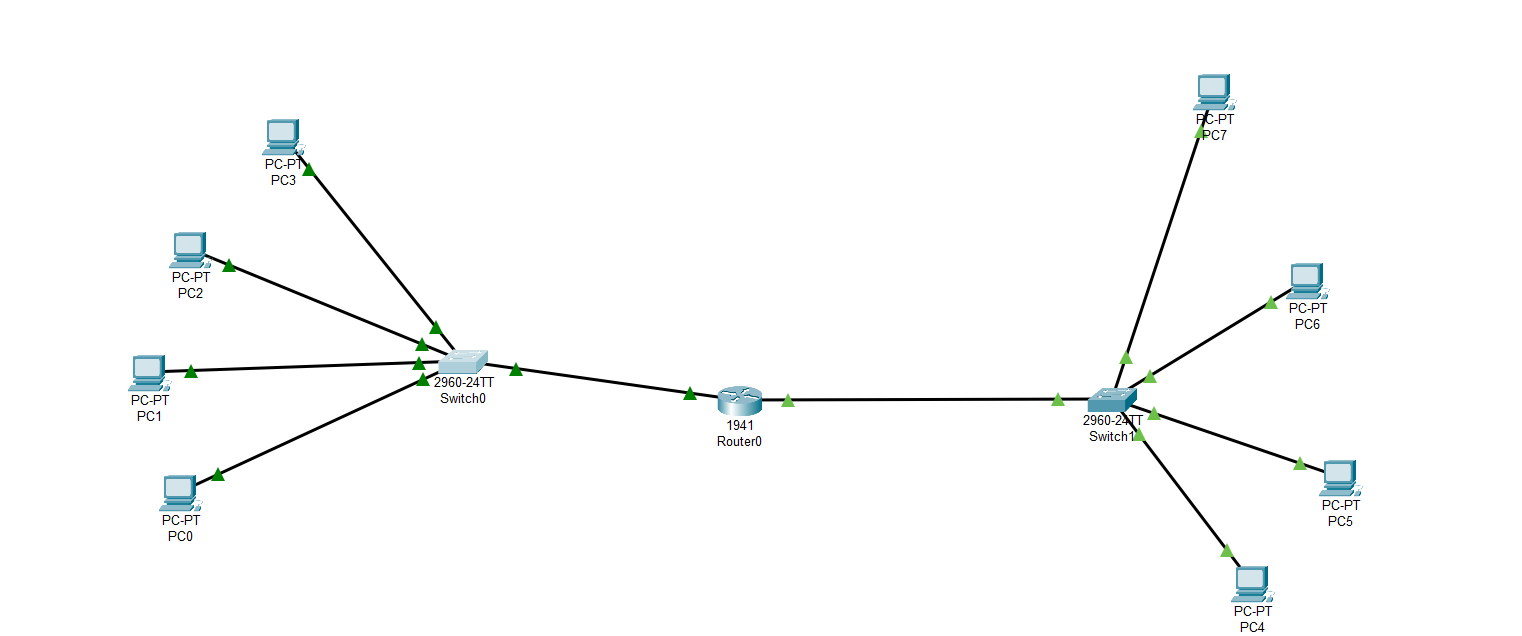 PC-PT
PC7
PC-PT
PC3
PC-PT
PC2
PC-PT
PC6
PC-PT
PC1
2960-24TT
Switch0
1941
Router0
2960-24TT
Switch1
PC-PT
PC5
PC-PT
PC0
PC-PT
PC4